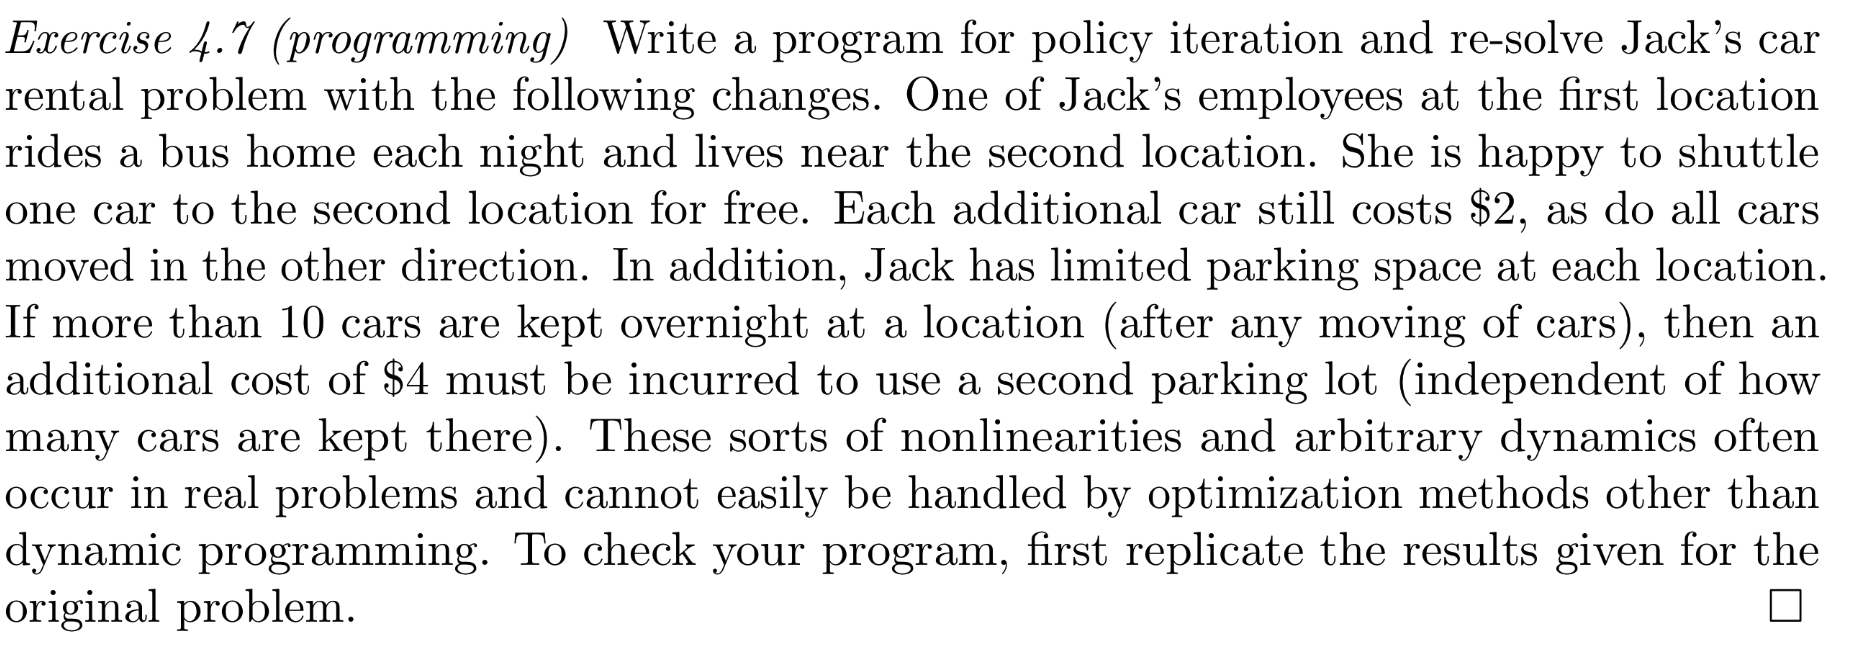 Exercise 4.7 (programming) Write a program for policy iteration and re-solve Jack's car
rental problem with the following changes. One of Jack's employees at the first location
rides a bus home each night and lives near the second location. She is happy to shuttle
one car to the second location for free. Each additional car still costs $2, as do all cars
moved in the other direction. In addition, Jack has limited parking space at each location.
If more than 10 cars are kept overnight at a location (after any moving of cars), then an
additional cost of $4 must be incurred to use a second parking lot (independent of how
many cars are kept there). These sorts of nonlinearities and arbitrary dynamics often
occur in real problems and cannot easily be handled by optimization methods other than
dynamic programming. To check your program, first replicate the results given for the
original problem. □